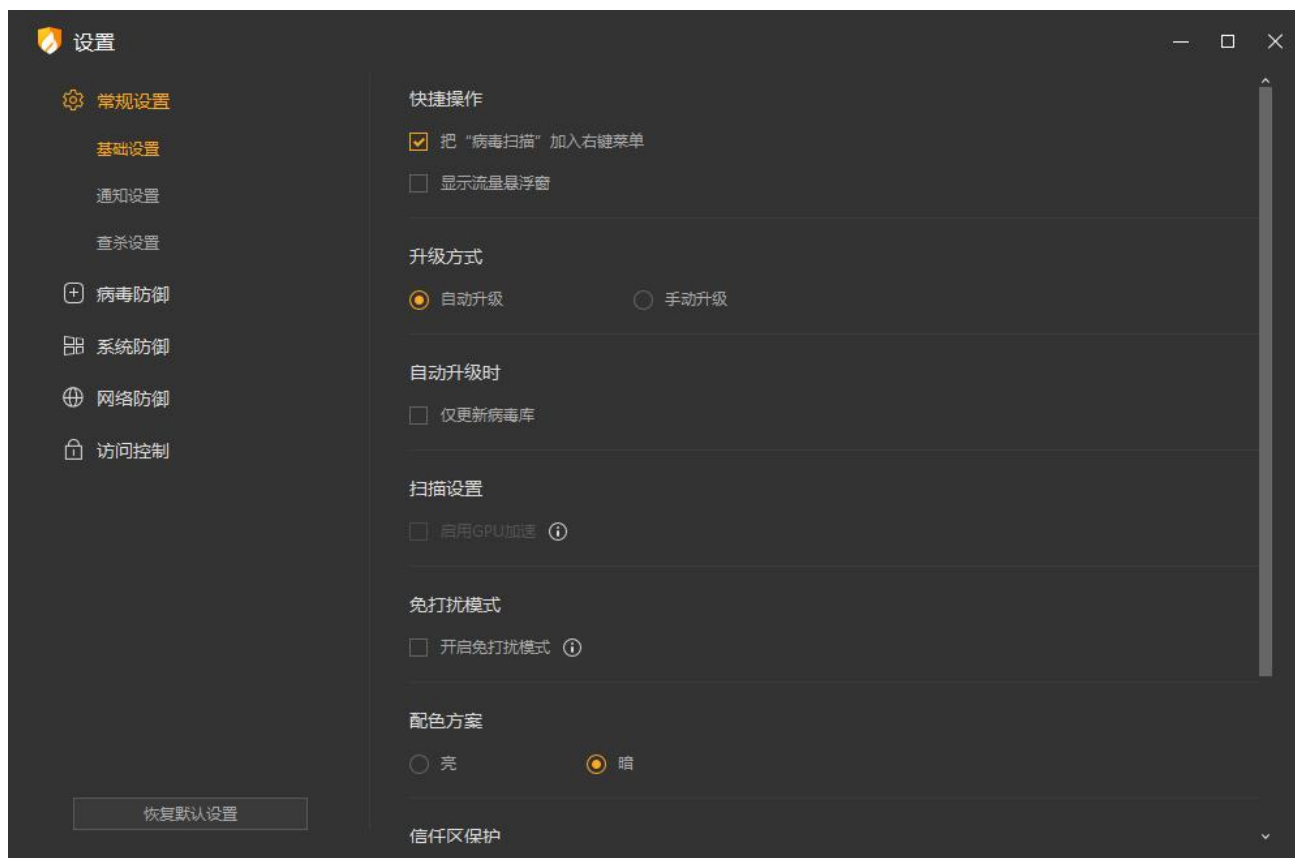 设置
常规设置
基础设置
通知设置
查杀设置
病毒防御
系统防御
网络防御
访问控制
恢复默认设置
快捷操作
把“病毒扫描”加入右键菜单
显示流量悬浮窗
升级方式
自动升级 手动升级
自动升级时
仅更新病毒库
扫描设置
启用GPU加速
免打扰模式
开启免打扰模式
配色方案
亮 暗
信任区保护